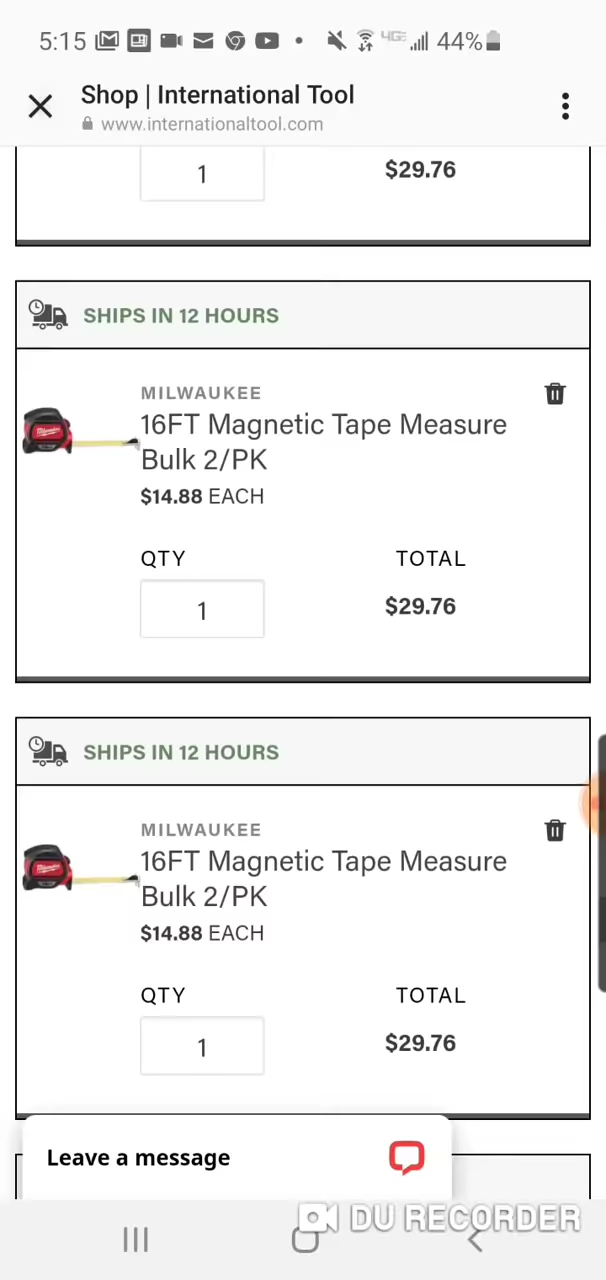 5:15 4GE 44%
Shop | International Tool
www.internationaltool.com
1 $29.76
SHIPS IN 12 HOURS
MILWAUKEE
16FT Magnetic Tape Measure
Bulk 2/PK
$14.88 EACH
QTY TOTAL
1 $29.76
SHIPS IN 12 HOURS
MILWAUKEE
16FT Magnetic Tape Measure
Bulk 2/PK
$14.88 EACH
QTY TOTAL
1 $29.76
Leave a message
DU RECORDER